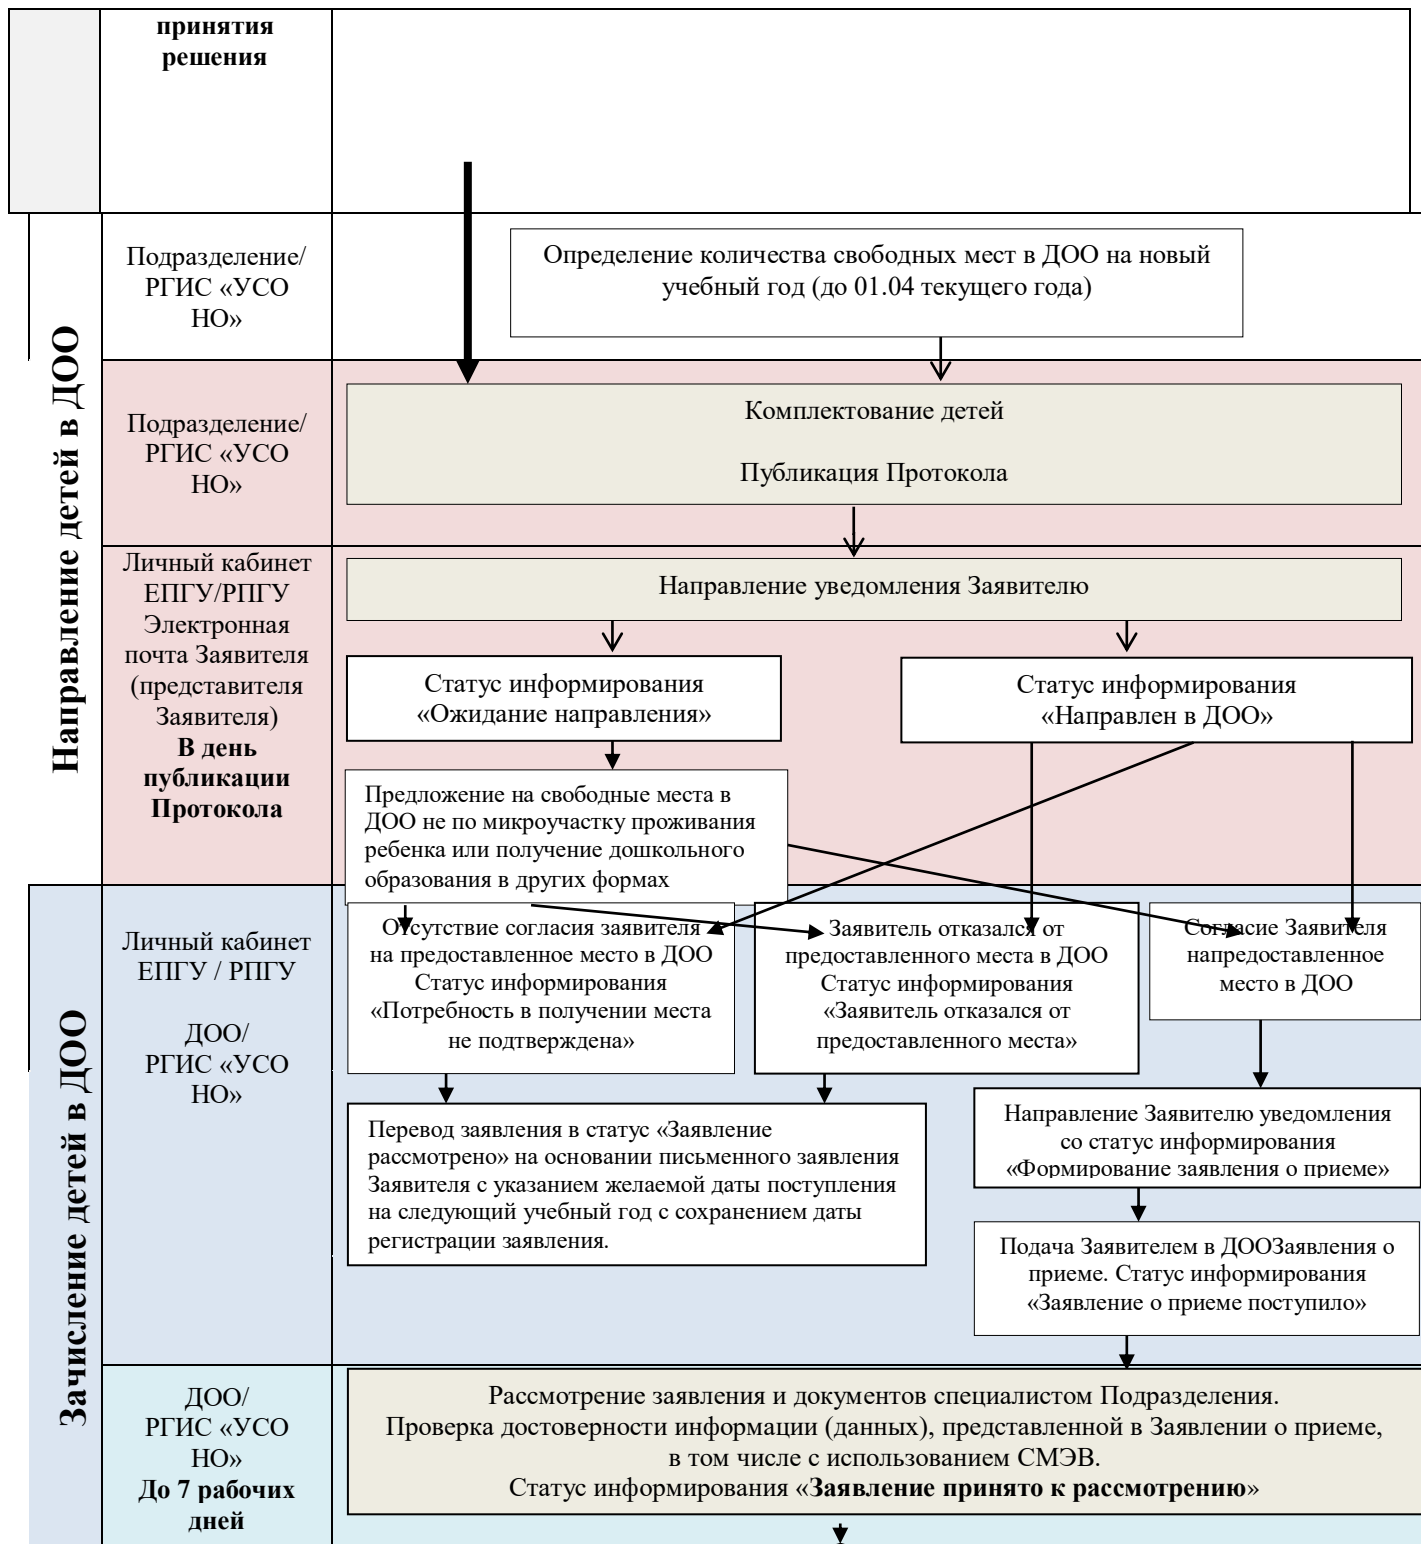 принятия
решения
Направление детей в ДОО
Подразделение/
РГИС «УСО
НО»
Определение количества свободных мест в ДОО на новый
учебный год (до 01.04 текущего года)
Подразделение/
РГИС «УСО
НО»
Комплектование детей
Публикация Протокола
Личный кабинет
ЕПГУ/РПГУ
Электронная
почта Заявителя
(представителя
Заявителя)
В день
публикации
Протокола
Направление уведомления Заявителю
Статус информирования
«Ожидание направления»
Статус информирования
«Направлен в ДОО»
Предложение на свободные места в
ДОО не по микроучастку проживания
ребенка или получение дошкольного
образования в других формах
Зачисление детей в ДОО
Личный кабинет
ЕПГУ / РПГУ
ДОО/
РГИС «УСО
НО»
Отсутствие согласия заявителя
на предоставленное место в ДОО
Статус информирования
«Потребность в получении места
не подтверждена»
Заявитель отказался от
предоставленного места в ДОО
Статус информирования
«Заявитель отказался от
предоставленного места»
Согласие Заявителя
напредоставленное
место в ДОО
Перевод заявления в статус «Заявление
рассмотрено» на основании письменного заявления
Заявителя с указанием желаемой даты поступления
на следующий учебный год с сохранением даты
регистрации заявления.
Направление Заявителю уведомления
со статус информирования
«Формирование заявления о приеме»
Подача Заявителем в ДООЗаявления о
приеме. Статус информирования
«Заявление о приеме поступило»
ДОО/
РГИС «УСО
НО»
До 7 рабочих
дней
Рассмотрение заявления и документов специалистом Подразделения.
Проверка достоверности информации (данных), представленной в Заявлении о приеме,
в том числе с использованием СМЭВ.
Статус информирования «Заявление принято к рассмотрению»